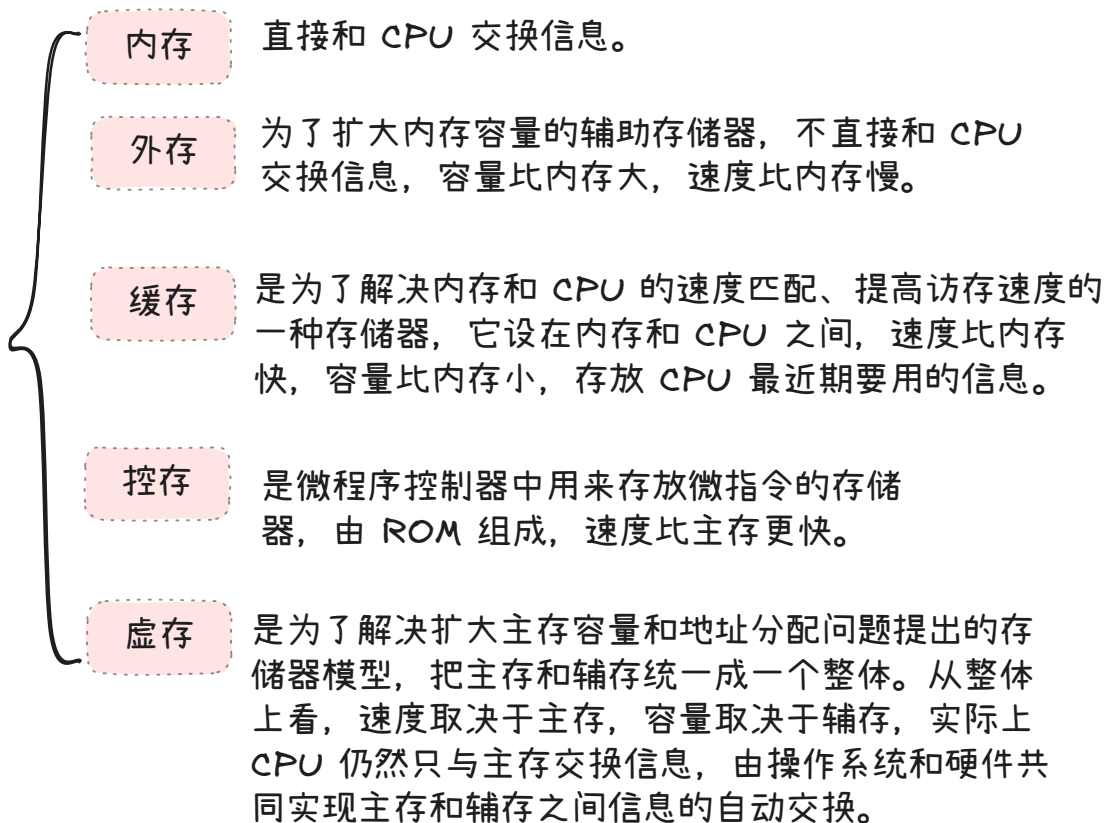 内存
直接和 CPU 交换信息。
外存
为了扩大内存容量的辅助存储器，不直接和 CPU
交换信息，容量比内存大，速度比内存慢。
缓存
是为了解决内存和 CPU 的速度匹配、提高访存速度的
一种存储器，它设在内存和 CPU 之间，速度比内存
快，容量比内存小，存放 CPU 最近期要用的信息。
控存
是微程序控制器中用来存放微指令的存储
器，由 ROM 组成，速度比主存更快。
虚存
是为了解决扩大主存容量和地址分配问题提出的存
储器模型，把主存和辅存统一成一个整体。从整体
上看，速度取决于主存，容量取决于辅存，实际上
CPU 仍然只与主存交换信息，由操作系统和硬件共
同实现主存和辅存之间信息的自动交换。